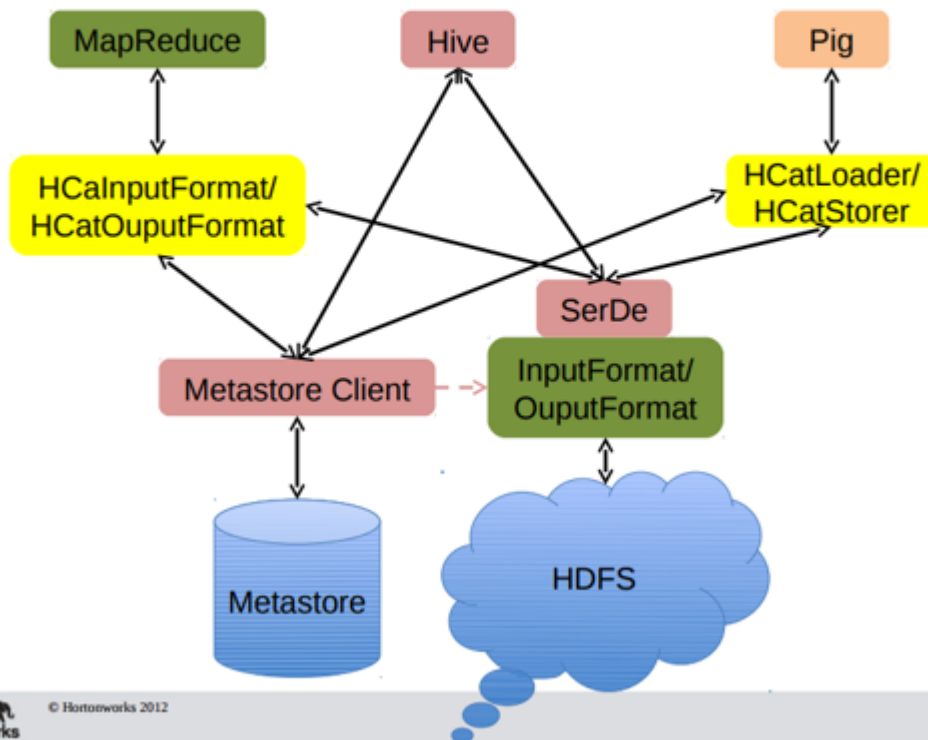 MapReduce
Hive
Pig
HCaInputFormat/
HCatOuputFormat
HCatLoader/
HCatStorer
SerDe
Metastore Client
InputFormat/
OuputFormat
Metastore
HDFS
© Hortonworks 2012